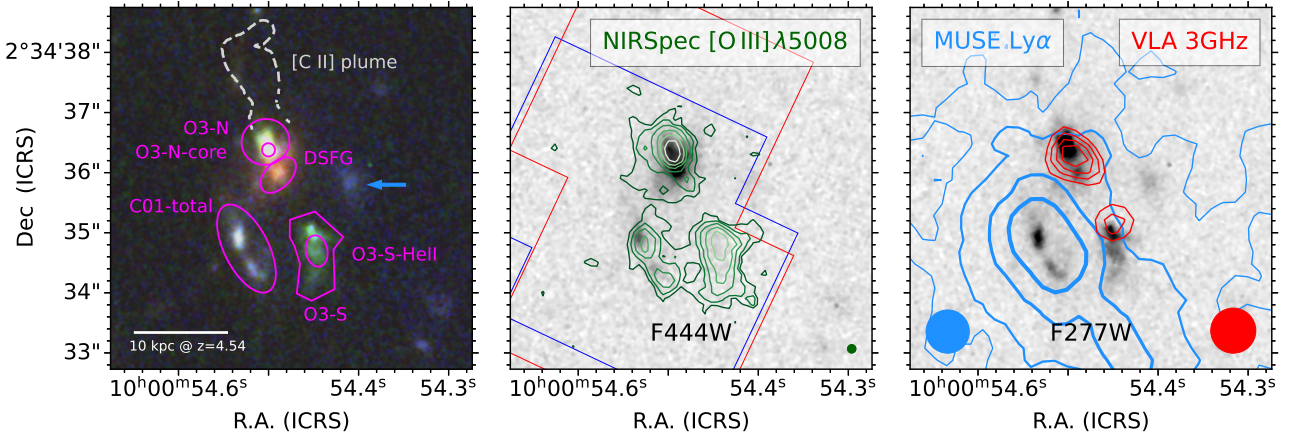 2°34'38"
37"
36"
35"
34"
33"
Dec (ICRS)
[C II] plume
O3-N
O3-N-core
DSFG
C01-total
O3-S-HeII
O3-S
10 kpc @ z=4.54
10ʰ00ᵐ54.6ˢ
54.4ˢ
54.3ˢ
R.A. (ICRS)
NIRSpec [O III] λ5008
F444W
10ʰ00ᵐ54.6ˢ
54.4ˢ
54.3ˢ
R.A. (ICRS)
MUSE Lyα
VLA 3GHz
F277W
10ʰ00ᵐ54.6ˢ
54.4ˢ
54.3ˢ
R.A. (ICRS)